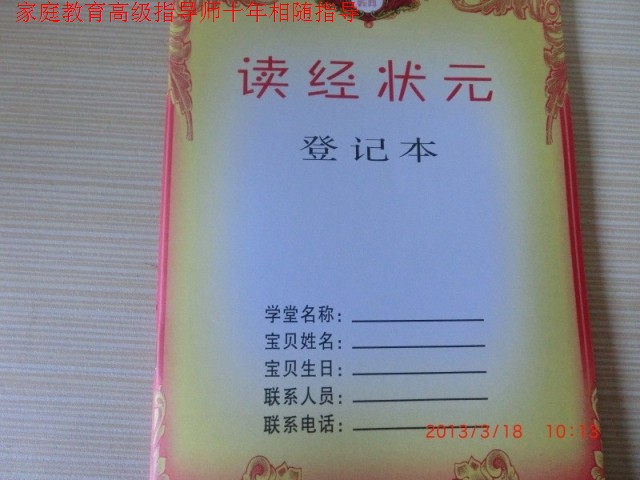 家庭教育高级指导师十年相随指导
读经状元
登记本
学堂名称：
宝贝姓名：
宝贝生日：
联系人员：
联系电话：
2013/3/18